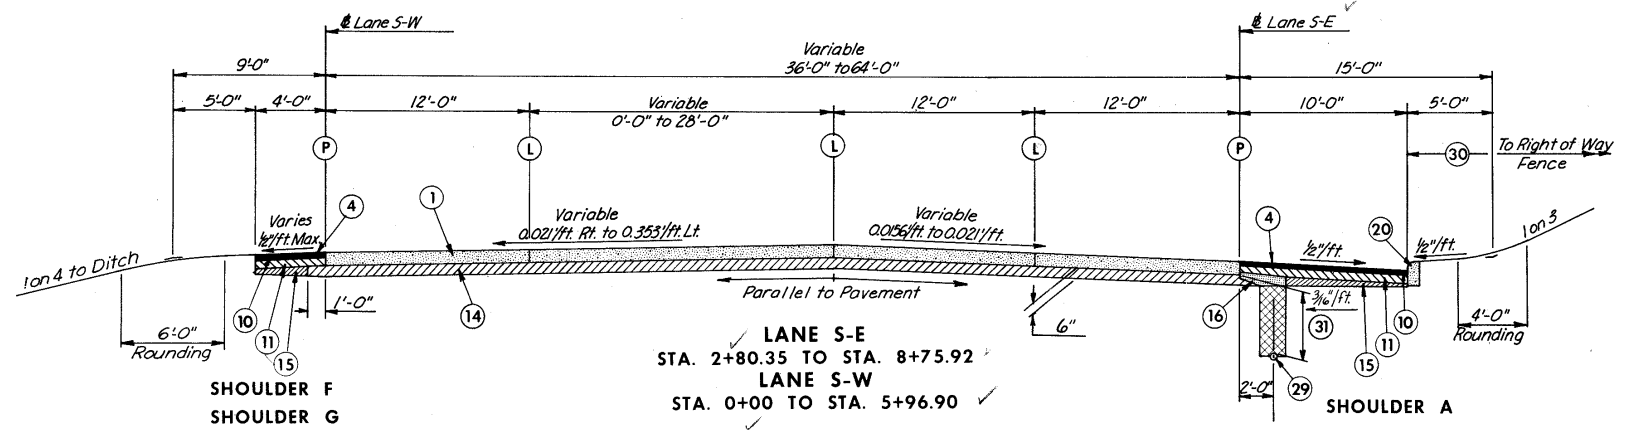 ℄ Lane S-W
℄ Lane S-E
9'-0"
Variable
36'-0" to 64'-0"
15'-0"
5'-0"
4'-0"
12'-0"
Variable
0'-0" to 28'-0"
12'-0"
12'-0"
10'-0"
5'-0"
P
L
L
L
P
30
To Right of Way
Fence
Varies
1/2"/ft. Max.
4
1
Variable
0.021'/ft. Rt. to 0.353'/ft. Lt.
Variable
0.0156'/ft. to 0.021'/ft.
4
1/2"/ft.
20
1/2"/ft.
1 on 3
1 on 4 to Ditch
Parallel to Pavement
6"
16
3/16"/ft.
31
10
11
15
1'-0"
14
15
11
10
4'-0"
Rounding
6'-0"
Rounding
29
2'-0"
SHOULDER F
SHOULDER G
LANE S-E
STA. 2+80.35 TO STA. 8+75.92
LANE S-W
STA. 0+00 TO STA. 5+96.90
SHOULDER A